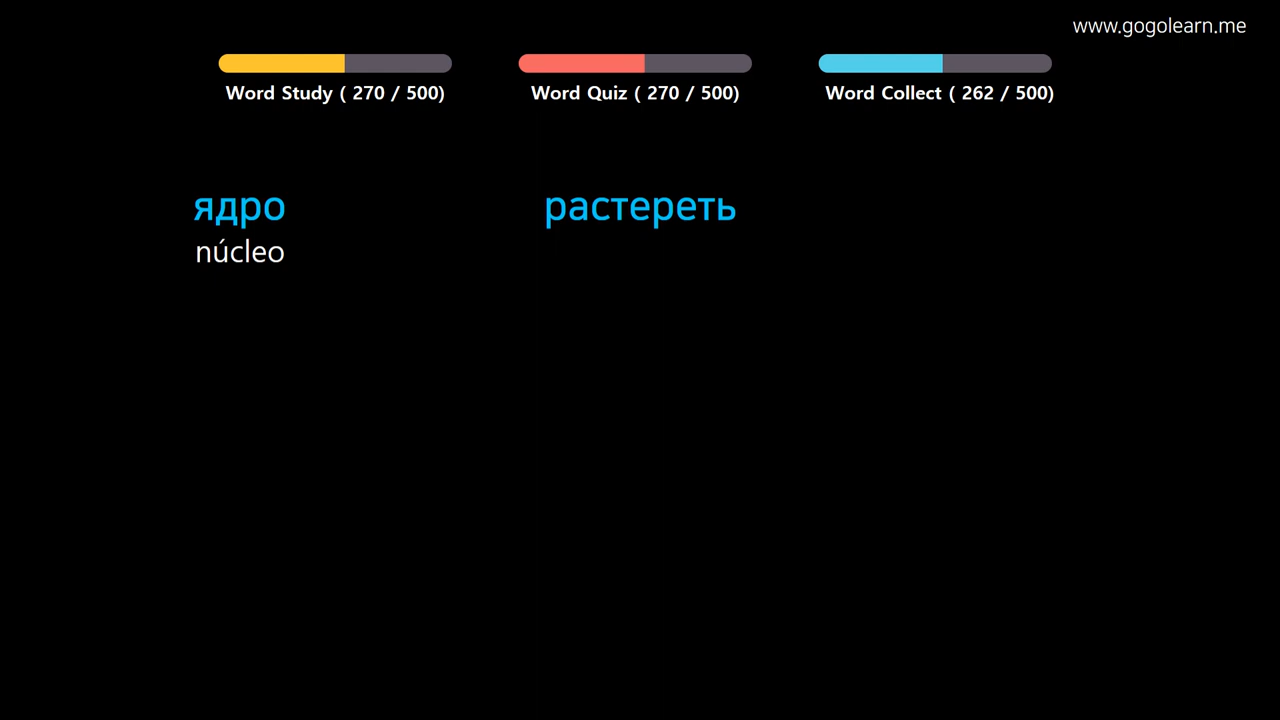 www.gogolearn.me
Word Study ( 270 / 500)
Word Quiz ( 270 / 500)
Word Collect ( 262 / 500)
ядро
núcleo
растереть